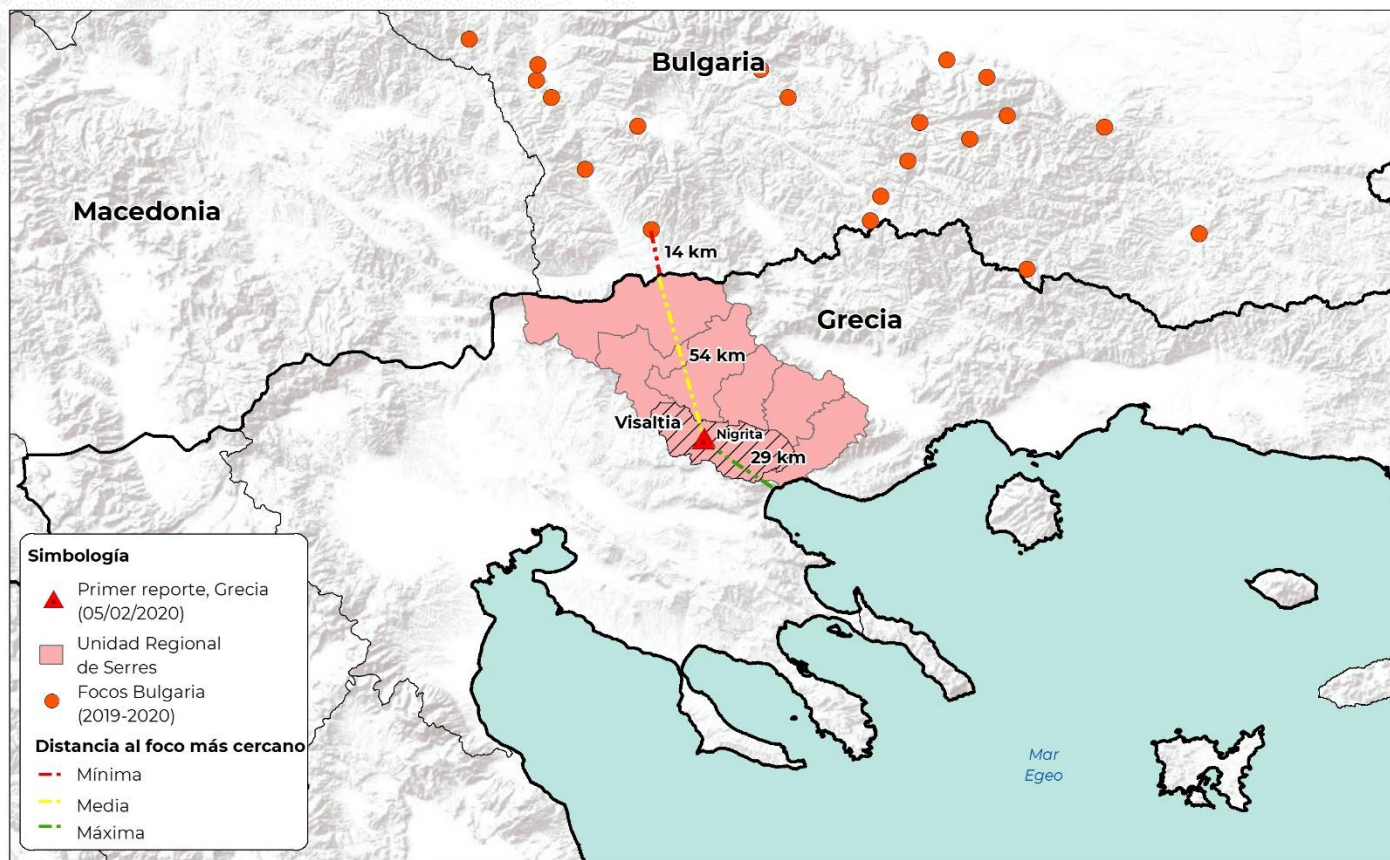 Bulgaria
Macedonia
14 km
Grecia
54 km
Visaltia
Nigrita
29 km
Mar
Egeo
Simbología
Primer reporte, Grecia
(05/02/2020)
Unidad Regional
de Serres
Focos Bulgaria
(2019-2020)
Distancia al foco más cercano
Mínima
Media
Máxima